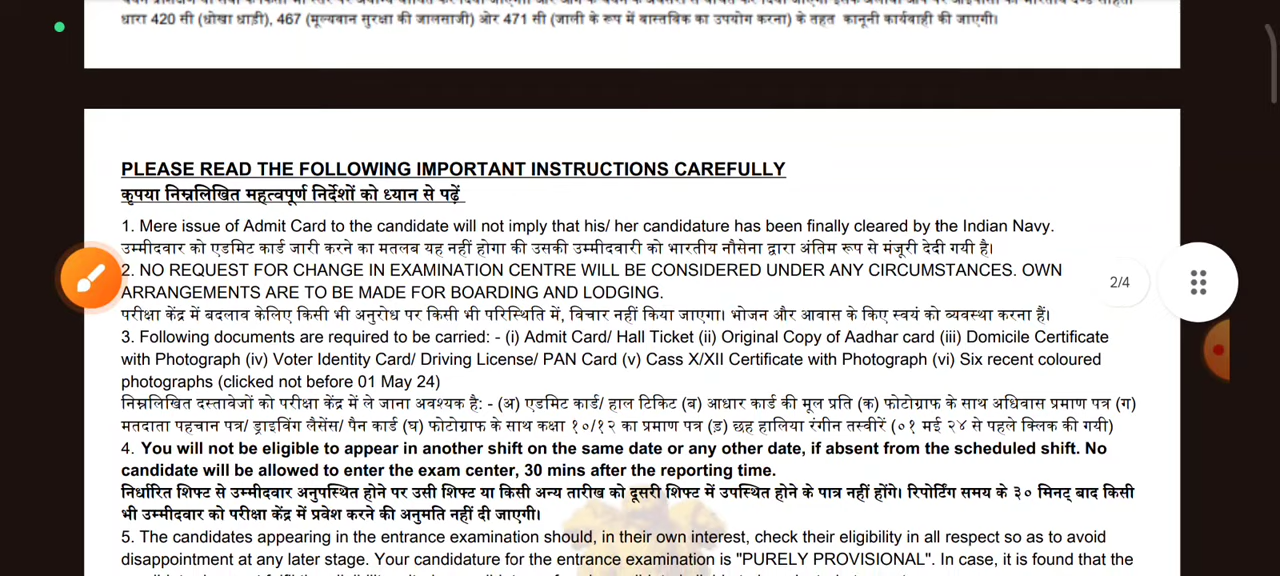 धारा 420 सी (धोखा धाड़ी), 467 (मूल्यवान सुरक्षा की जालसाजी) ओर 471 सी (जाली के रूप में वास्तविक का उपयोग करना) के तहत कानूनी कार्यवाही की जाएगी।
PLEASE READ THE FOLLOWING IMPORTANT INSTRUCTIONS CAREFULLY
कृपया निम्नलिखित महत्वपूर्ण निर्देशों को ध्यान से पढ़ें
1. Mere issue of Admit Card to the candidate will not imply that his/ her candidature has been finally cleared by the Indian Navy.
उम्मीदवार को एडमिट कार्ड जारी करने का मतलब यह नहीं होगा की उसकी उम्मीदवारी को भारतीय नौसेना द्वारा अंतिम रूप से मंजूरी देदी गयी है।
2. NO REQUEST FOR CHANGE IN EXAMINATION CENTRE WILL BE CONSIDERED UNDER ANY CIRCUMSTANCES. OWN
ARRANGEMENTS ARE TO BE MADE FOR BOARDING AND LODGING.
परीक्षा केंद्र में बदलाव केलिए किसी भी अनुरोध पर किसी भी परिस्थिति में, विचार नहीं किया जाएगा। भोजन और आवास के किए स्वयं को व्यवस्था करना हैं।
3. Following documents are required to be carried: - (i) Admit Card/ Hall Ticket (ii) Original Copy of Aadhar card (iii) Domicile Certificate
with Photograph (iv) Voter Identity Card/ Driving License/ PAN Card (v) Cass X/XII Certificate with Photograph (vi) Six recent coloured
photographs (clicked not before 01 May 24)
निम्नलिखित दस्तावेजों को परीक्षा केंद्र में ले जाना अवश्यक है: - (अ) एडमिट कार्ड/ हाल टिकिट (ब) आधार कार्ड की मूल प्रति (क) फोटोग्राफ के साथ अधिवास प्रमाण पत्र (ग)
मतदाता पहचान पत्र/ ड्राइविंग लैसेंस/ पैन कार्ड (घ) फोटोग्राफ के साथ कक्षा १०/१२ का प्रमाण पत्र (ड़) छह हालिया रंगीन तस्वीरें (०१ मई २४ से पहले क्लिक की गयी)
4. You will not be eligible to appear in another shift on the same date or any other date, if absent from the scheduled shift. No
candidate will be allowed to enter the exam center, 30 mins after the reporting time.
निर्धारित शिफ्ट से उम्मीदवार अनुपस्थित होने पर उसी शिफ्ट या किसी अन्य तारीख को दूसरी शिफ्ट में उपस्थित होने के पात्र नहीं होंगे। रिपोर्टिंग समय के ३० मिनट् बाद किसी
भी उम्मीदवार को परीक्षा केंद्र में प्रवेश करने की अनुमति नहीं दी जाएगी।
5. The candidates appearing in the entrance examination should, in their own interest, check their eligibility in all respect so as to avoid
disappointment at any later stage. Your candidature for the entrance examination is "PURELY PROVISIONAL". In case, it is found that the
2/4